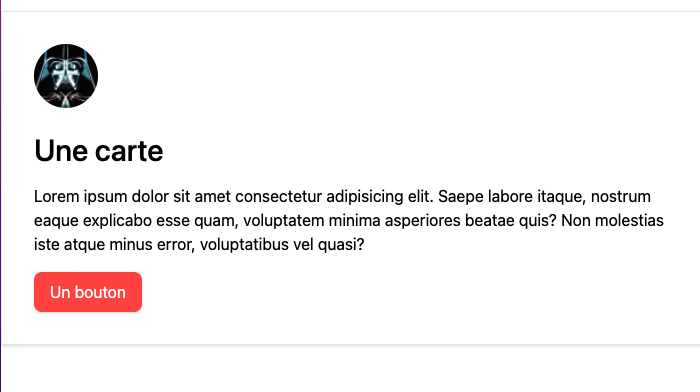 Une carte
Lorem ipsum dolor sit amet consectetur adipisicing elit. Saepe labore itaque, nostrum
eaque explicabo esse quam, voluptatem minima asperiores beatae quis? Non molestias
iste atque minus error, voluptatibus vel quasi?
Un bouton